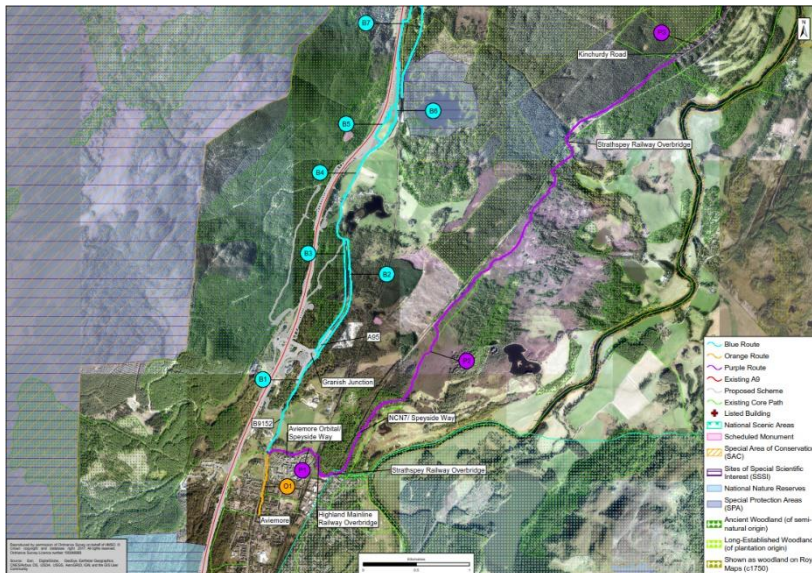 B7
Kinchurdy Road
N
B6
B5
Strathspey Railway Overbridge
B4
B3
B2
A95
B1
Granish Junction
P1
B9152
Aviemore Orbital/
Speyside Way
NCN7/ Speyside Way
O1
Strathspey Railway Overbridge
Aviemore
Highland Mainline
Railway Overbridge
Blue Route
Orange Route
Purple Route
Existing A9
Proposed Scheme
Existing Core Path
Listed Building
National Scenic Areas
Scheduled Monument
Special Area of Conservation
(SAC)
Sites of Special Scientific
Interest (SSSI)
National Nature Reserves
Special Protection Areas
(SPA)
Ancient Woodland (of semi-
natural origin)
Long-Established Woodland
(of plantation origin)
Shown as woodland on Roy
Maps (c1750)